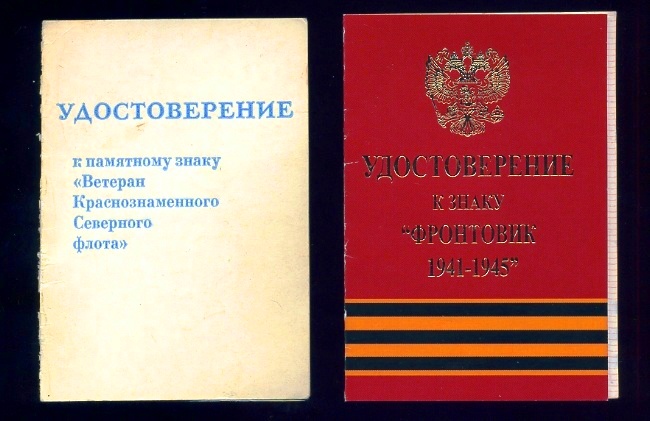 УДОСТОВЕРЕНИЕ
к памятному знаку
«Ветеран
Краснознаменного
Северного
флота»
УДОСТОВЕРЕНИЕ
К ЗНАКУ
"ФРОНТОВИК
1941-1945"